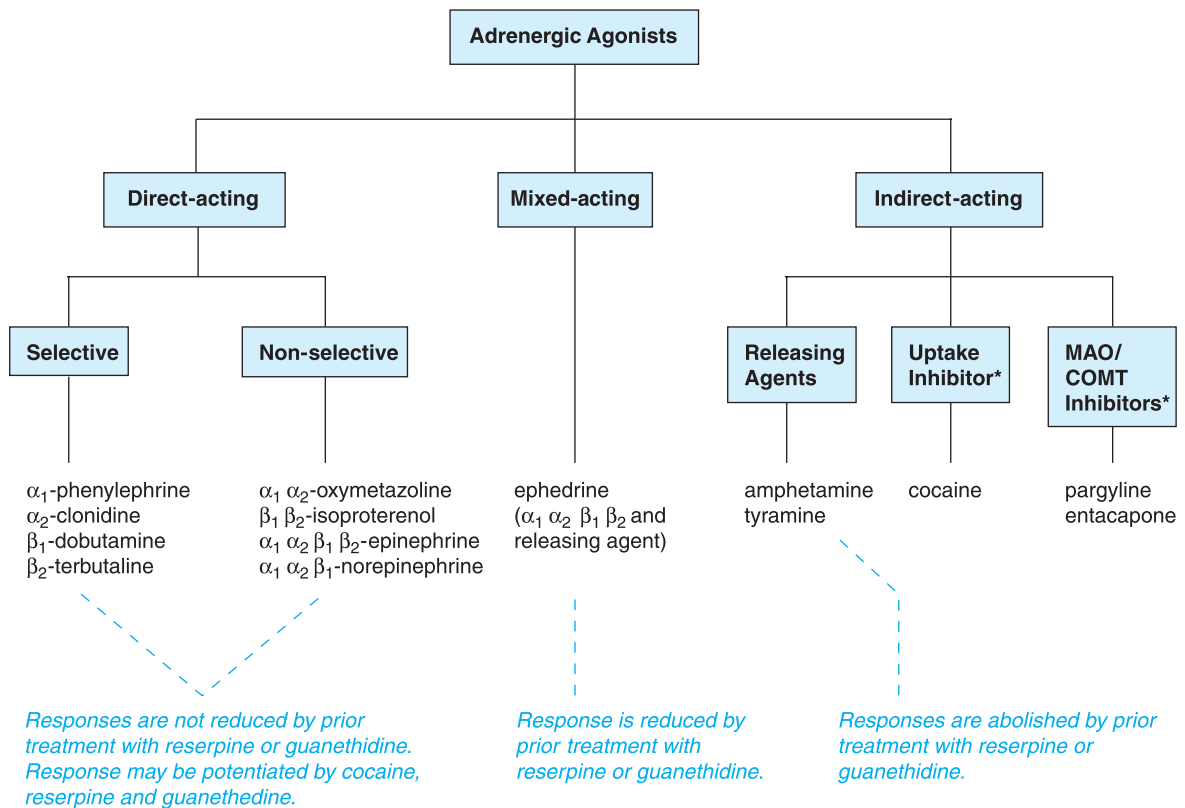 Adrenergic Agonists
Direct-acting
Mixed-acting
Indirect-acting
Selective
Non-selective
Releasing
Agents
Uptake
Inhibitor*
MAO/
COMT
Inhibitors*
α₁-phenylephrine
α₂-clonidine
β₁-dobutamine
β₂-terbutaline
α₁ α₂-oxymetazoline
β₁ β₂-isoproterenol
α₁ α₂ β₁ β₂-epinephrine
α₁ α₂ β₁-norepinephrine
ephedrine
(α₁ α₂ β₁ β₂ and
releasing agent)
amphetamine
tyramine
cocaine
pargyline
entacapone
Responses are not reduced by prior
treatment with reserpine or guanethidine.
Response may be potentiated by cocaine,
reserpine and guanethedine.
Response is reduced by
prior treatment with
reserpine or guanethidine.
Responses are abolished by prior
treatment with reserpine or
guanethidine.